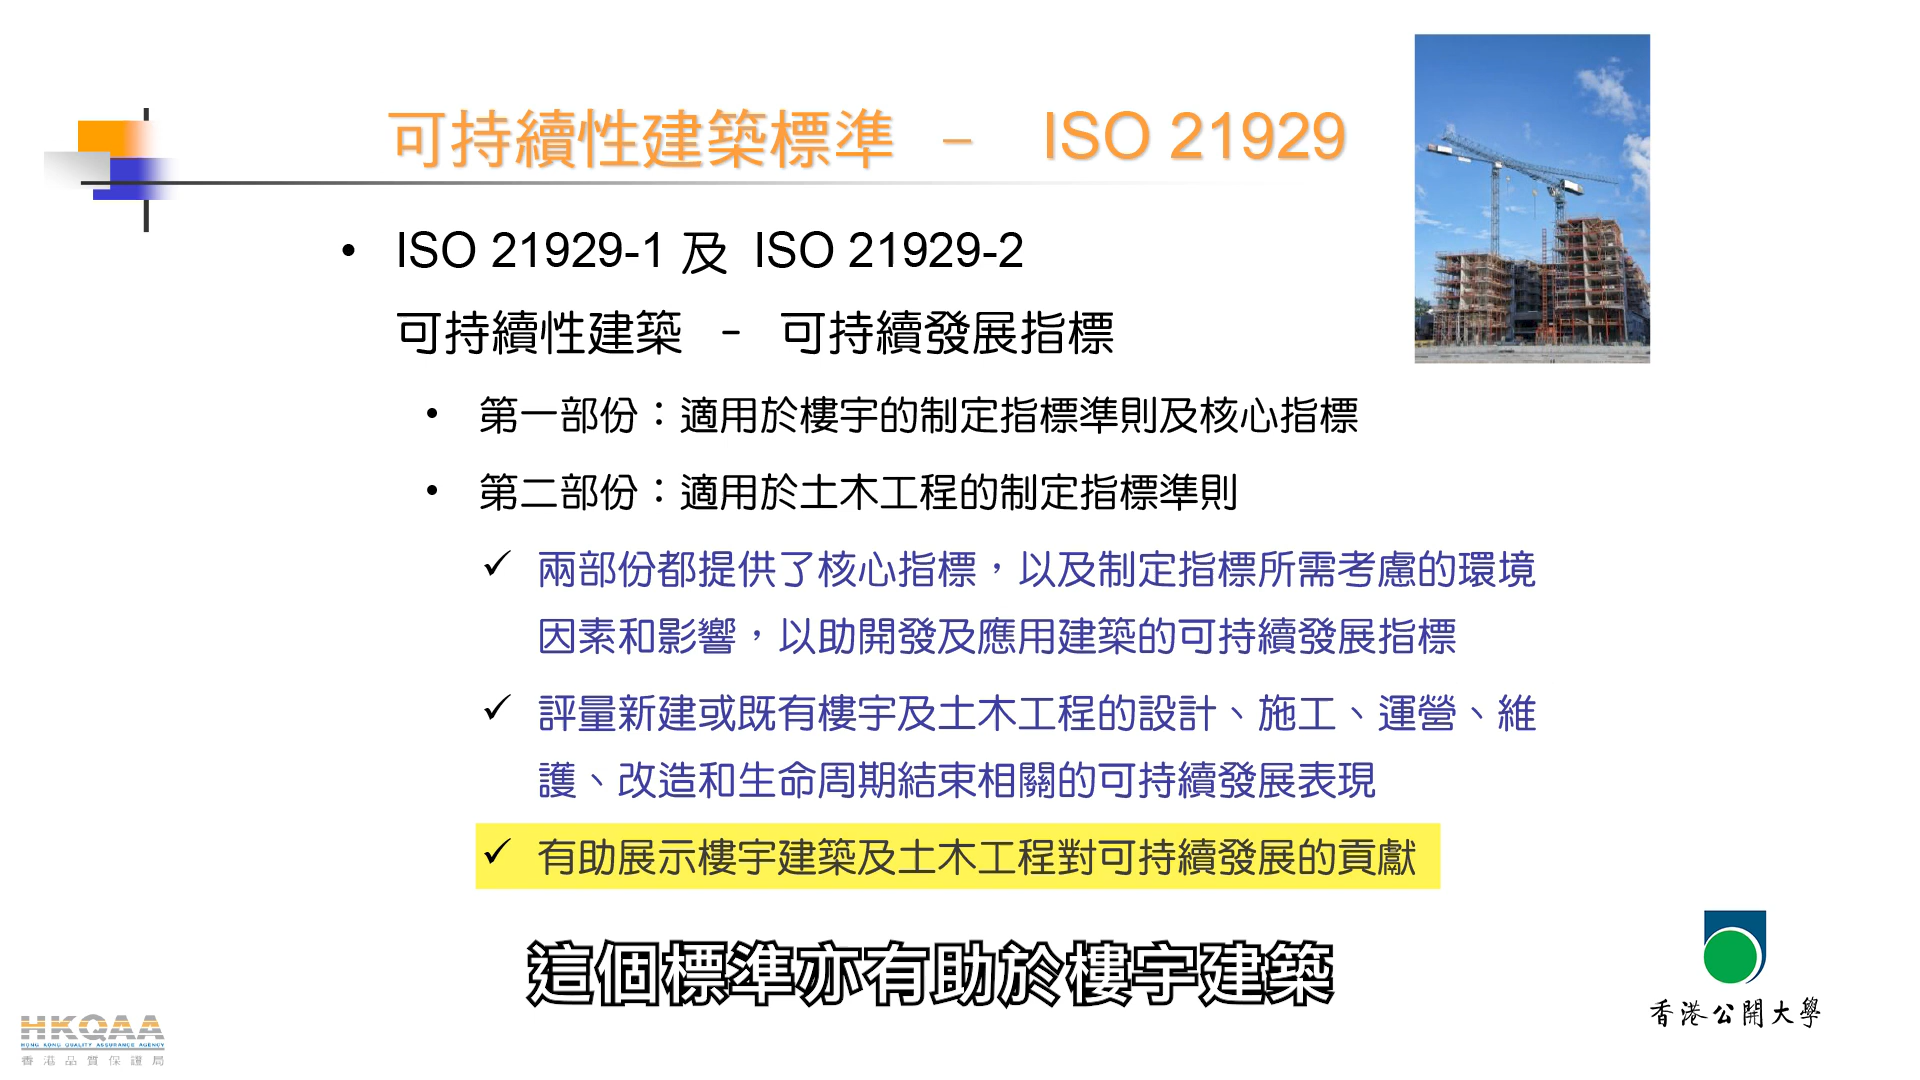 可持續性建築標準 – ISO 21929
• ISO 21929-1 及 ISO 21929-2
可持續性建築 - 可持續發展指標
• 第一部份：適用於樓宇的制定指標準則及核心指標
• 第二部份：適用於土木工程的制定指標準則
✓ 兩部份都提供了核心指標，以及制定指標所需考慮的環境
因素和影響，以助開發及應用建築的可持續發展指標
✓ 評量新建或既有樓宇及土木工程的設計、施工、運營、維
護、改造和生命周期結束相關的可持續發展表現
✓ 有助展示樓宇建築及土木工程對可持續發展的貢獻
這個標準亦有助於樓宇建築
香港公開大學
HKQAA
HONG KONG QUALITY ASSURANCE AGENCY
香港品質保證局